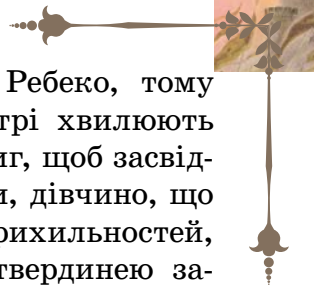 Ребеко, тому
трі хвилюють
иг, щоб засвід-
и, дівчино, що
рихильностей,
твердинею за-